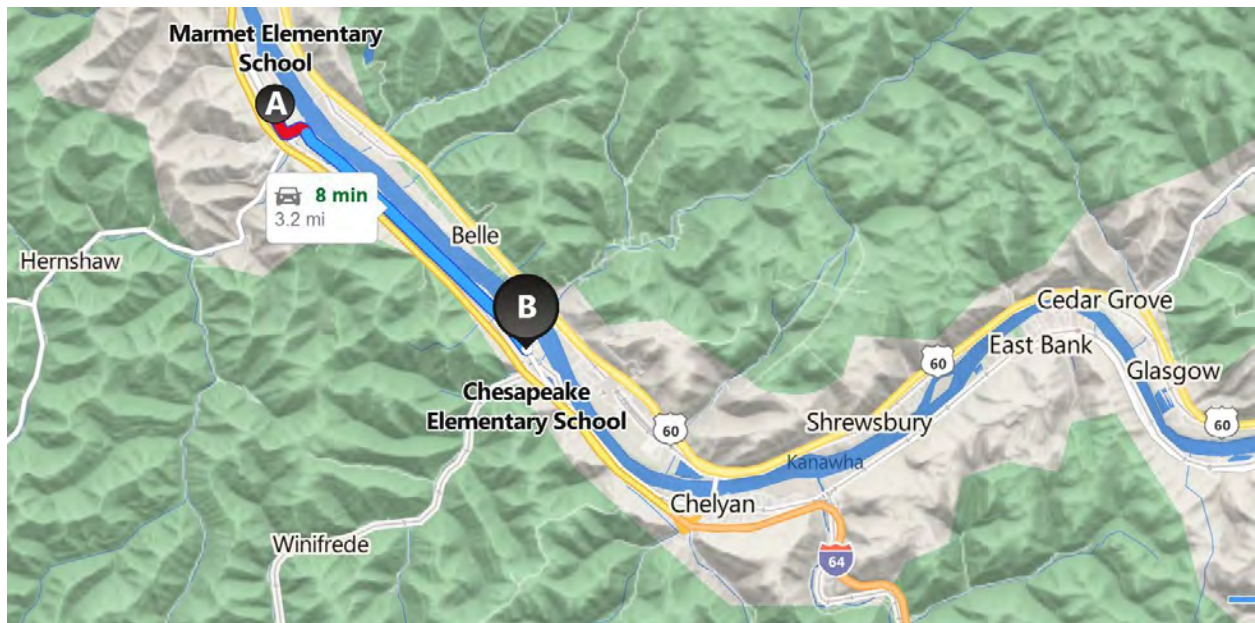 Marmet Elementary
School
A
8 min
3.2 mi
Belle
Hernshaw
B
Cedar Grove
East Bank
60
Glasgow
Chesapeake
Elementary School
Shrewsbury
60
60
Kanawha
Chelyan
Winifrede
64